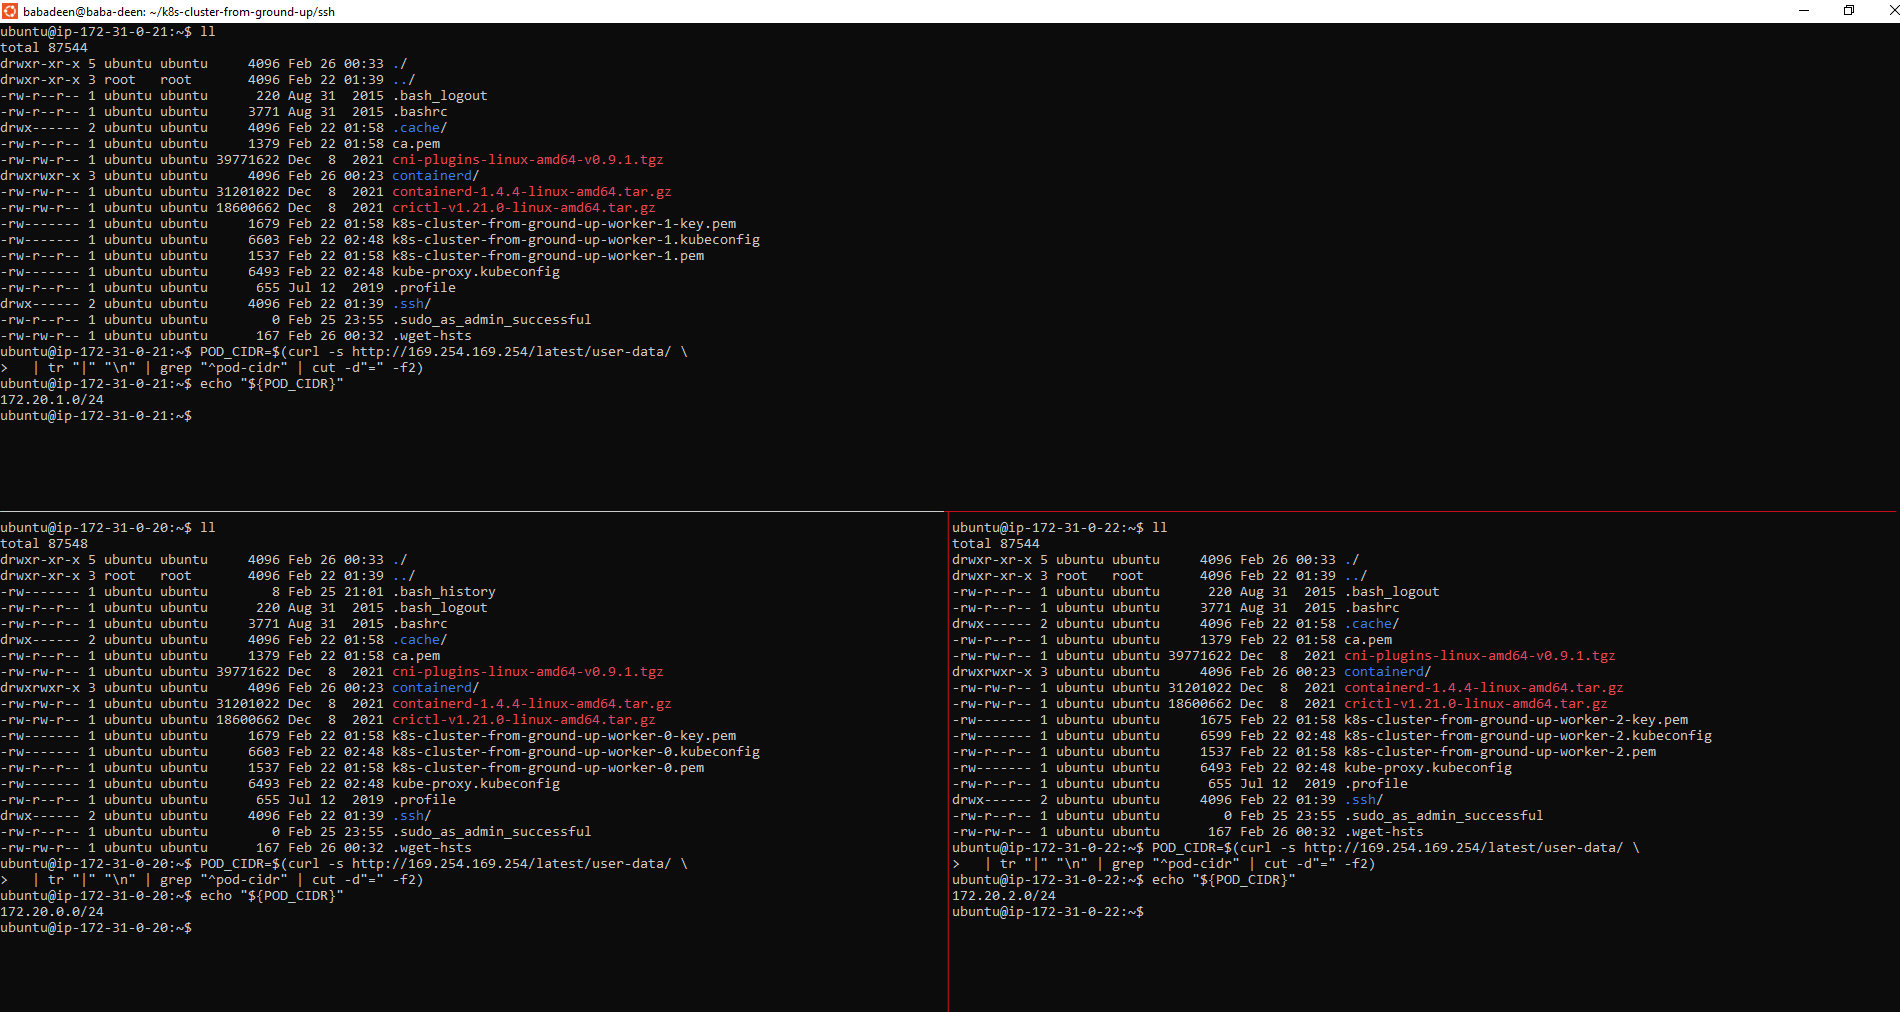 babadeen@baba-deen: ~/k8s-cluster-from-ground-up/ssh
ubuntu@ip-172-31-0-21:~$ ll
total 87544
drwxr-xr-x 5 ubuntu ubuntu     4096 Feb 26 00:33 ./
drwxr-xr-x 3 root   root       4096 Feb 22 01:39 ../
-rw-r--r-- 1 ubuntu ubuntu      220 Aug 31  2015 .bash_logout
-rw-r--r-- 1 ubuntu ubuntu     3771 Aug 31  2015 .bashrc
drwx------ 2 ubuntu ubuntu     4096 Feb 22 01:58 .cache/
-rw-r--r-- 1 ubuntu ubuntu     1379 Feb 22 01:58 ca.pem
-rw-rw-r-- 1 ubuntu ubuntu 39771622 Dec  8  2021 cni-plugins-linux-amd64-v0.9.1.tgz
drwxrwxr-x 3 ubuntu ubuntu     4096 Feb 26 00:23 containerd/
-rw-rw-r-- 1 ubuntu ubuntu 31201022 Dec  8  2021 containerd-1.4.4-linux-amd64.tar.gz
-rw-rw-r-- 1 ubuntu ubuntu 18600662 Dec  8  2021 crictl-v1.21.0-linux-amd64.tar.gz
-rw------- 1 ubuntu ubuntu     1679 Feb 22 01:58 k8s-cluster-from-ground-up-worker-1-key.pem
-rw------- 1 ubuntu ubuntu     6603 Feb 22 02:48 k8s-cluster-from-ground-up-worker-1.kubeconfig
-rw-r--r-- 1 ubuntu ubuntu     1537 Feb 22 01:58 k8s-cluster-from-ground-up-worker-1.pem
-rw------- 1 ubuntu ubuntu     6493 Feb 22 02:48 kube-proxy.kubeconfig
-rw-r--r-- 1 ubuntu ubuntu      655 Jul 12  2019 .profile
drwx------ 2 ubuntu ubuntu     4096 Feb 22 01:39 .ssh/
-rw-r--r-- 1 ubuntu ubuntu        0 Feb 25 23:55 .sudo_as_admin_successful
-rw-rw-r-- 1 ubuntu ubuntu      167 Feb 26 00:32 .wget-hsts
ubuntu@ip-172-31-0-21:~$ POD_CIDR=$(curl -s http://169.254.169.254/latest/user-data/ \
>   | tr "|" "\n" | grep "^pod-cidr" | cut -d"=" -f2)
ubuntu@ip-172-31-0-21:~$ echo "${POD_CIDR}"
172.20.1.0/24
ubuntu@ip-172-31-0-21:~$
ubuntu@ip-172-31-0-20:~$ ll
total 87548
drwxr-xr-x 5 ubuntu ubuntu     4096 Feb 26 00:33 ./
drwxr-xr-x 3 root   root       4096 Feb 22 01:39 ../
-rw------- 1 ubuntu ubuntu        8 Feb 25 21:01 .bash_history
-rw-r--r-- 1 ubuntu ubuntu      220 Aug 31  2015 .bash_logout
-rw-r--r-- 1 ubuntu ubuntu     3771 Aug 31  2015 .bashrc
drwx------ 2 ubuntu ubuntu     4096 Feb 22 01:58 .cache/
-rw-r--r-- 1 ubuntu ubuntu     1379 Feb 22 01:58 ca.pem
-rw-rw-r-- 1 ubuntu ubuntu 39771622 Dec  8  2021 cni-plugins-linux-amd64-v0.9.1.tgz
drwxrwxr-x 3 ubuntu ubuntu     4096 Feb 26 00:23 containerd/
-rw-rw-r-- 1 ubuntu ubuntu 31201022 Dec  8  2021 containerd-1.4.4-linux-amd64.tar.gz
-rw-rw-r-- 1 ubuntu ubuntu 18600662 Dec  8  2021 crictl-v1.21.0-linux-amd64.tar.gz
-rw------- 1 ubuntu ubuntu     1679 Feb 22 01:58 k8s-cluster-from-ground-up-worker-0-key.pem
-rw------- 1 ubuntu ubuntu     6603 Feb 22 02:48 k8s-cluster-from-ground-up-worker-0.kubeconfig
-rw-r--r-- 1 ubuntu ubuntu     1537 Feb 22 01:58 k8s-cluster-from-ground-up-worker-0.pem
-rw------- 1 ubuntu ubuntu     6493 Feb 22 02:48 kube-proxy.kubeconfig
-rw-r--r-- 1 ubuntu ubuntu      655 Jul 12  2019 .profile
drwx------ 2 ubuntu ubuntu     4096 Feb 22 01:39 .ssh/
-rw-r--r-- 1 ubuntu ubuntu        0 Feb 25 23:55 .sudo_as_admin_successful
-rw-rw-r-- 1 ubuntu ubuntu      167 Feb 26 00:32 .wget-hsts
ubuntu@ip-172-31-0-20:~$ POD_CIDR=$(curl -s http://169.254.169.254/latest/user-data/ \
>   | tr "|" "\n" | grep "^pod-cidr" | cut -d"=" -f2)
ubuntu@ip-172-31-0-20:~$ echo "${POD_CIDR}"
172.20.0.0/24
ubuntu@ip-172-31-0-20:~$
ubuntu@ip-172-31-0-22:~$ ll
total 87544
drwxr-xr-x 5 ubuntu ubuntu     4096 Feb 26 00:33 ./
drwxr-xr-x 3 root   root       4096 Feb 22 01:39 ../
-rw-r--r-- 1 ubuntu ubuntu      220 Aug 31  2015 .bash_logout
-rw-r--r-- 1 ubuntu ubuntu     3771 Aug 31  2015 .bashrc
drwx------ 2 ubuntu ubuntu     4096 Feb 22 01:58 .cache/
-rw-r--r-- 1 ubuntu ubuntu     1379 Feb 22 01:58 ca.pem
-rw-rw-r-- 1 ubuntu ubuntu 39771622 Dec  8  2021 cni-plugins-linux-amd64-v0.9.1.tgz
drwxrwxr-x 3 ubuntu ubuntu     4096 Feb 26 00:23 containerd/
-rw-rw-r-- 1 ubuntu ubuntu 31201022 Dec  8  2021 containerd-1.4.4-linux-amd64.tar.gz
-rw-rw-r-- 1 ubuntu ubuntu 18600662 Dec  8  2021 crictl-v1.21.0-linux-amd64.tar.gz
-rw------- 1 ubuntu ubuntu     1675 Feb 22 01:58 k8s-cluster-from-ground-up-worker-2-key.pem
-rw------- 1 ubuntu ubuntu     6599 Feb 22 02:48 k8s-cluster-from-ground-up-worker-2.kubeconfig
-rw-r--r-- 1 ubuntu ubuntu     1537 Feb 22 01:58 k8s-cluster-from-ground-up-worker-2.pem
-rw------- 1 ubuntu ubuntu     6493 Feb 22 02:48 kube-proxy.kubeconfig
-rw-r--r-- 1 ubuntu ubuntu      655 Jul 12  2019 .profile
drwx------ 2 ubuntu ubuntu     4096 Feb 22 01:39 .ssh/
-rw-r--r-- 1 ubuntu ubuntu        0 Feb 25 23:55 .sudo_as_admin_successful
-rw-rw-r-- 1 ubuntu ubuntu      167 Feb 26 00:32 .wget-hsts
ubuntu@ip-172-31-0-22:~$ POD_CIDR=$(curl -s http://169.254.169.254/latest/user-data/ \
>   | tr "|" "\n" | grep "^pod-cidr" | cut -d"=" -f2)
ubuntu@ip-172-31-0-22:~$ echo "${POD_CIDR}"
172.20.2.0/24
ubuntu@ip-172-31-0-22:~$